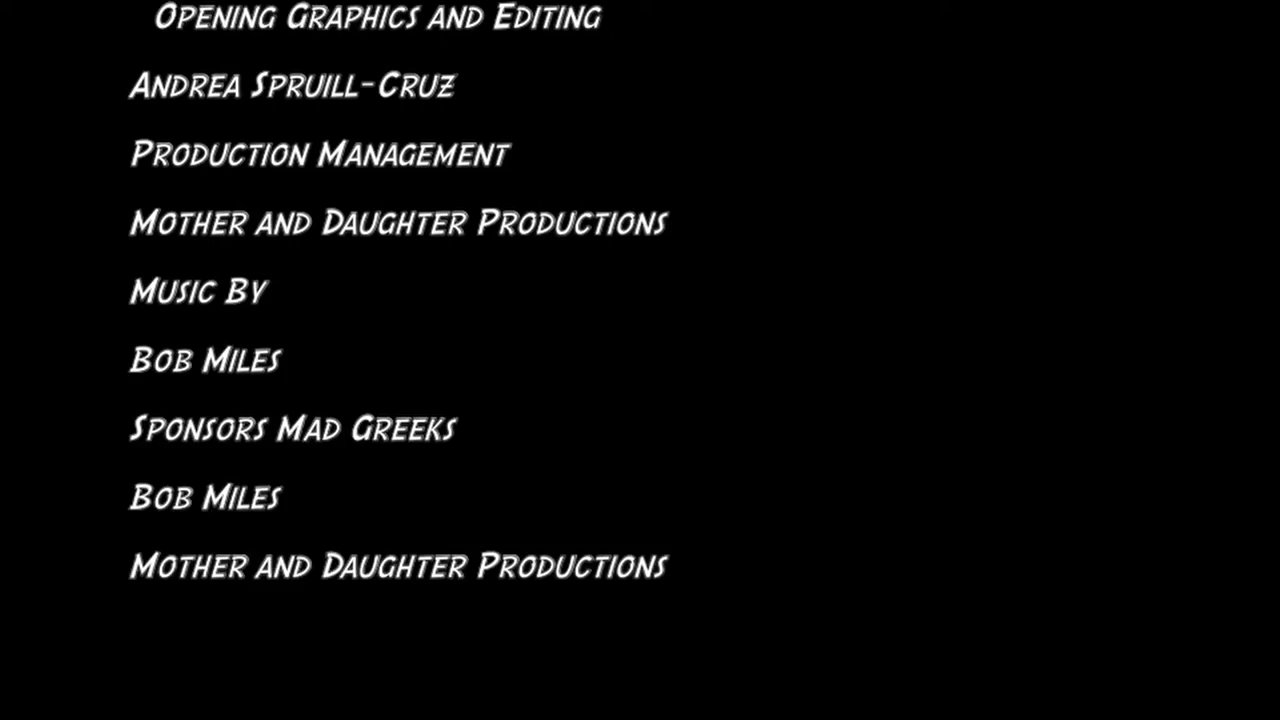 Opening Graphics and Editing
Andrea Spruill-Cruz
Production Management
Mother and Daughter Productions
Music By
Bob Miles
Sponsors Mad Greeks
Bob Miles
Mother and Daughter Productions